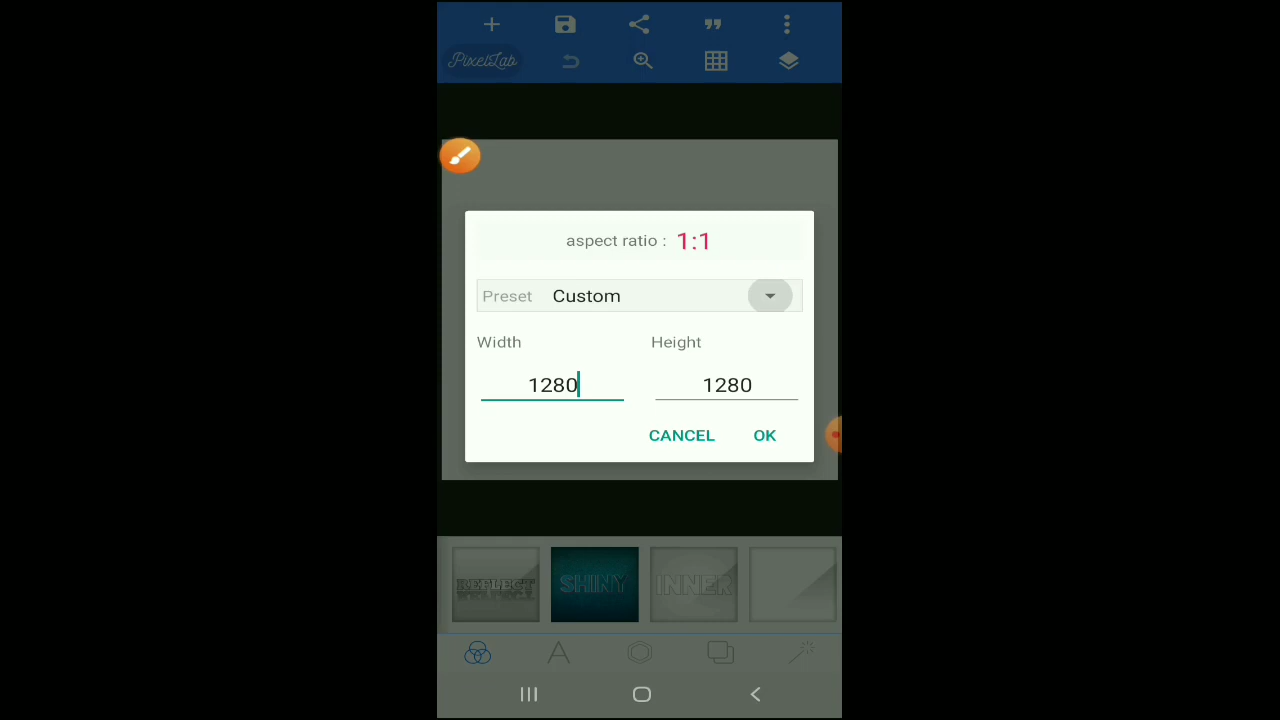 PixelLab
aspect ratio : 1:1
Preset Custom
Width Height
1280 1280
CANCEL OK
REFLECT SHINY INNER